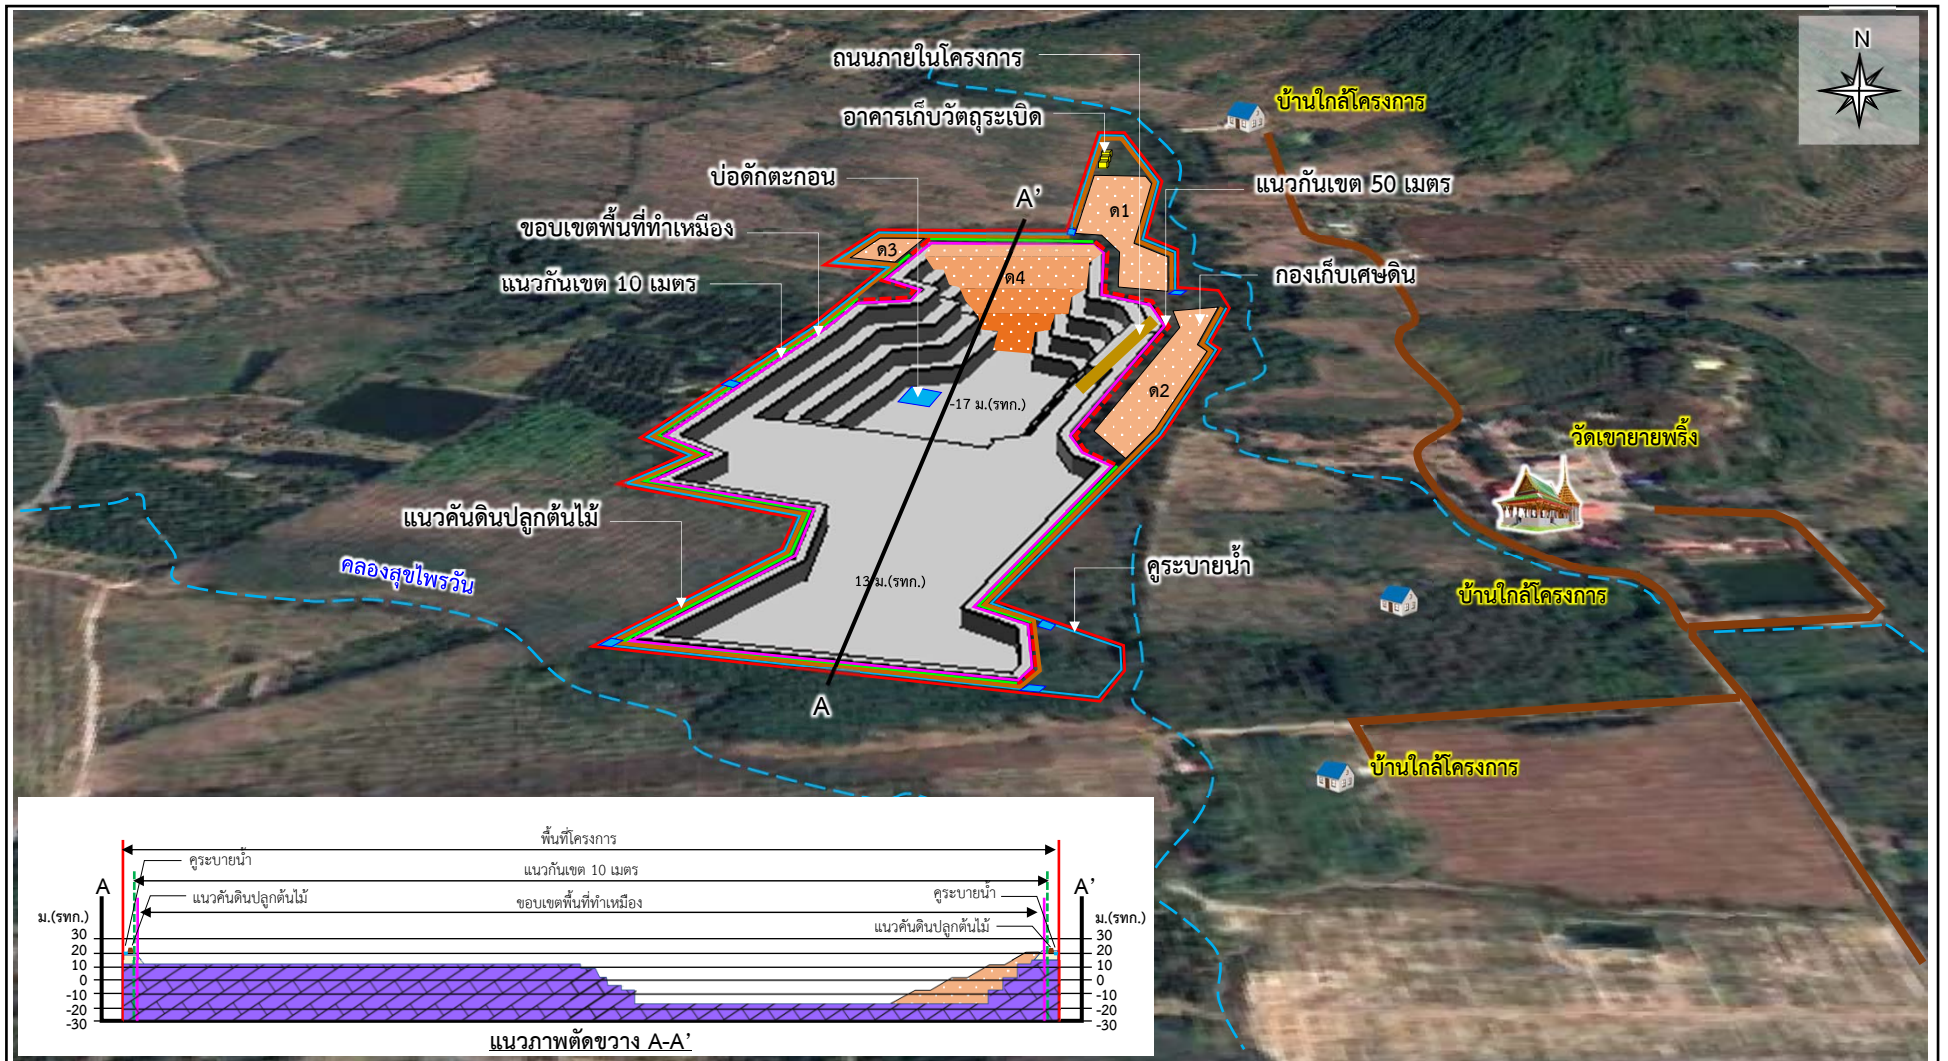 N
ถนนภายในโครงการ
บ้านใกล้โครงการ
อาคารเก็บวัตถุระเบิด
บ่อดักตะกอน
แนวกันเขต 50 เมตร
A’
ด1
ขอบเขตพื้นที่ทำเหมือง
ด3
ด4
กองเก็บเศษดิน
แนวกันเขต 10 เมตร
ด2
-17 ม.(รทก.)
วัดเขายายพริ้ง
แนวคันดินปลูกต้นไม้
คลองสุขไพรวัน
13 ม.(รทก.)
คูระบายน้ำ
บ้านใกล้โครงการ
A
บ้านใกล้โครงการ
พื้นที่โครงการ
คูระบายน้ำ
แนวกันเขต 10 เมตร
A
A’
แนวคันดินปลูกต้นไม้
คูระบายน้ำ
ขอบเขตพื้นที่ทำเหมือง
ม.(รทก.)
ม.(รทก.)
แนวคันดินปลูกต้นไม้
30
30
20
20
10
10
0
0
-10
-10
-20
-20
-30
-30
แนวภาพตัดขวาง A-A’